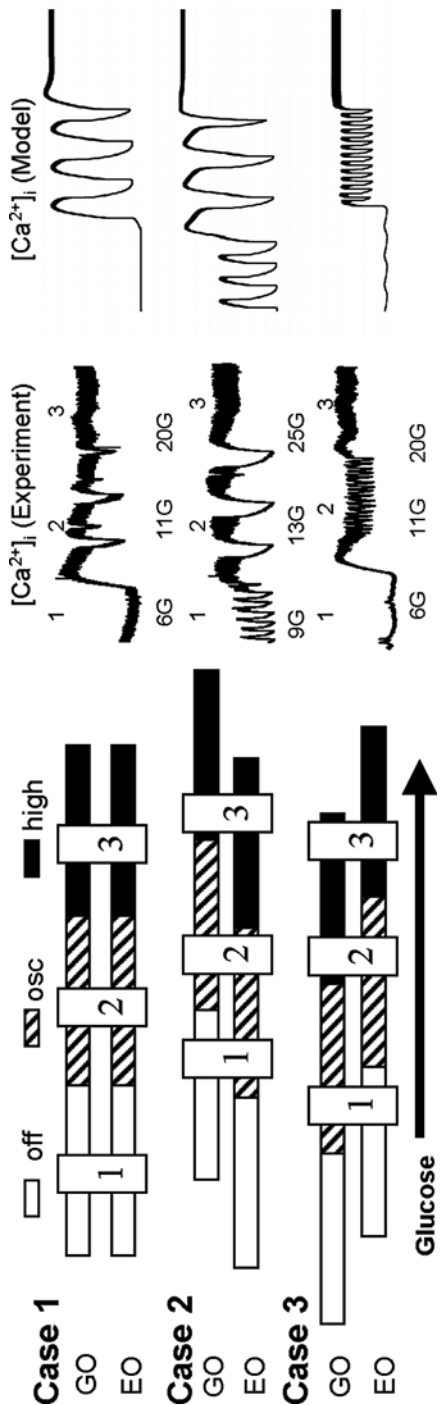 off osc high
[Ca²⁺]ᵢ (Experiment)
[Ca²⁺]ᵢ (Model)
Case 1
GO
EO
1
2
3
1
2
3
6G 11G 20G
Case 2
GO
EO
1
2
3
1
2
3
9G 13G 25G
Case 3
GO
EO
1
2
3
1
2
3
6G 11G 20G
Glucose